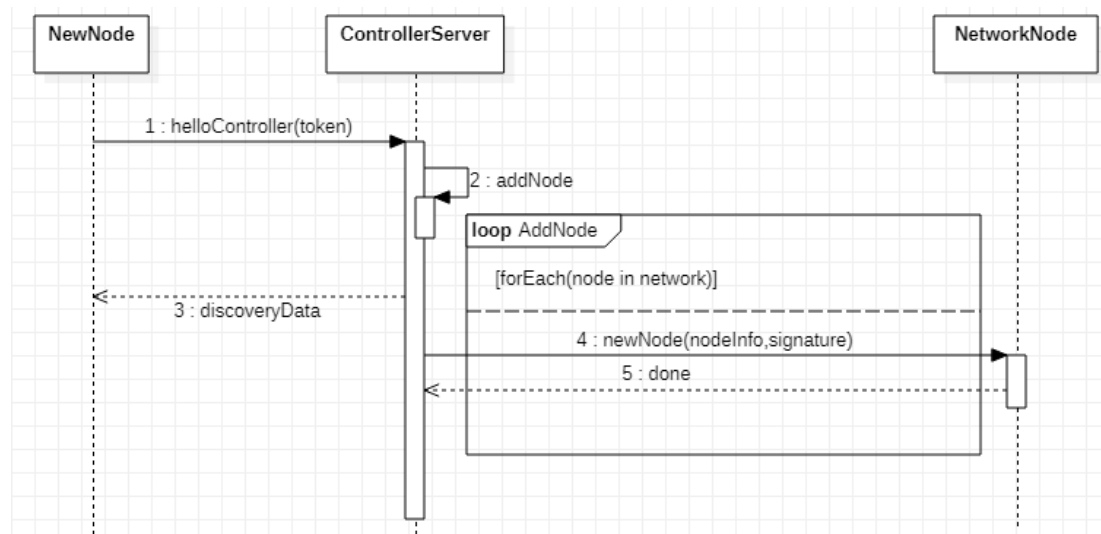 NewNode
ControllerServer
NetworkNode
1 : helloController(token)
2 : addNode
loop AddNode
[forEach(node in network)]
3 : discoveryData
4 : newNode(nodeInfo,signature)
5 : done